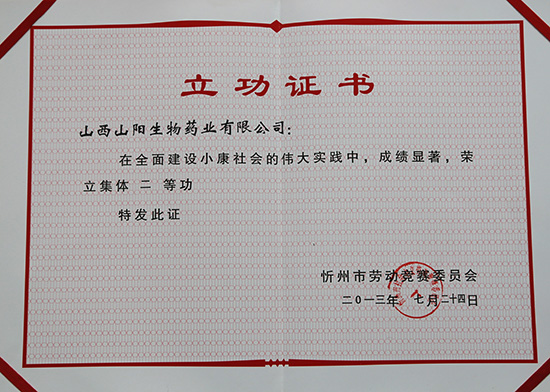 立功证书
山西山阳生物药业有限公司：
在全面建设小康社会的伟大实践中，成绩显著，荣
立集体 二 等功
特发此证
忻州市劳动竞赛委员会
二〇一三年 七月二十四日